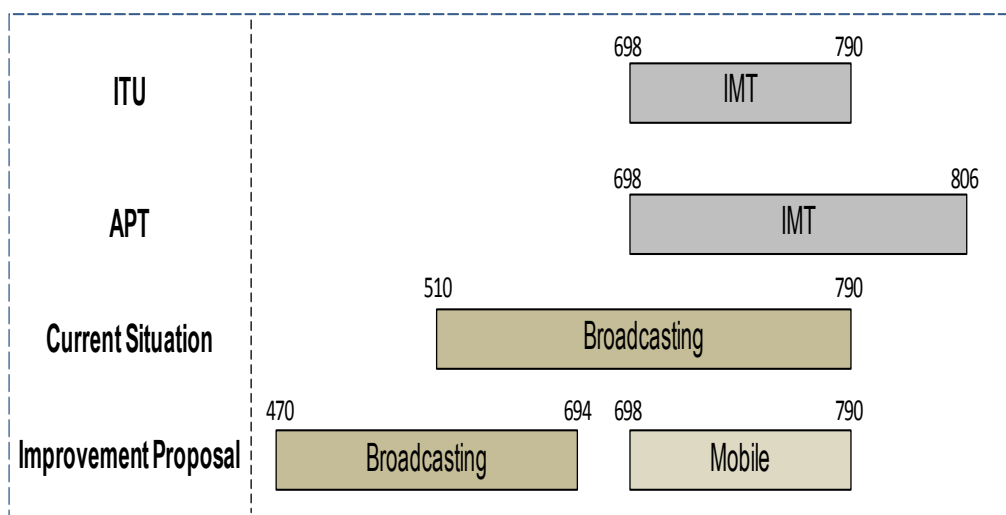 698 790
ITU IMT
698 806
APT IMT
510 790
Current Situation Broadcasting
470 694 698 790
Improvement Proposal Broadcasting Mobile